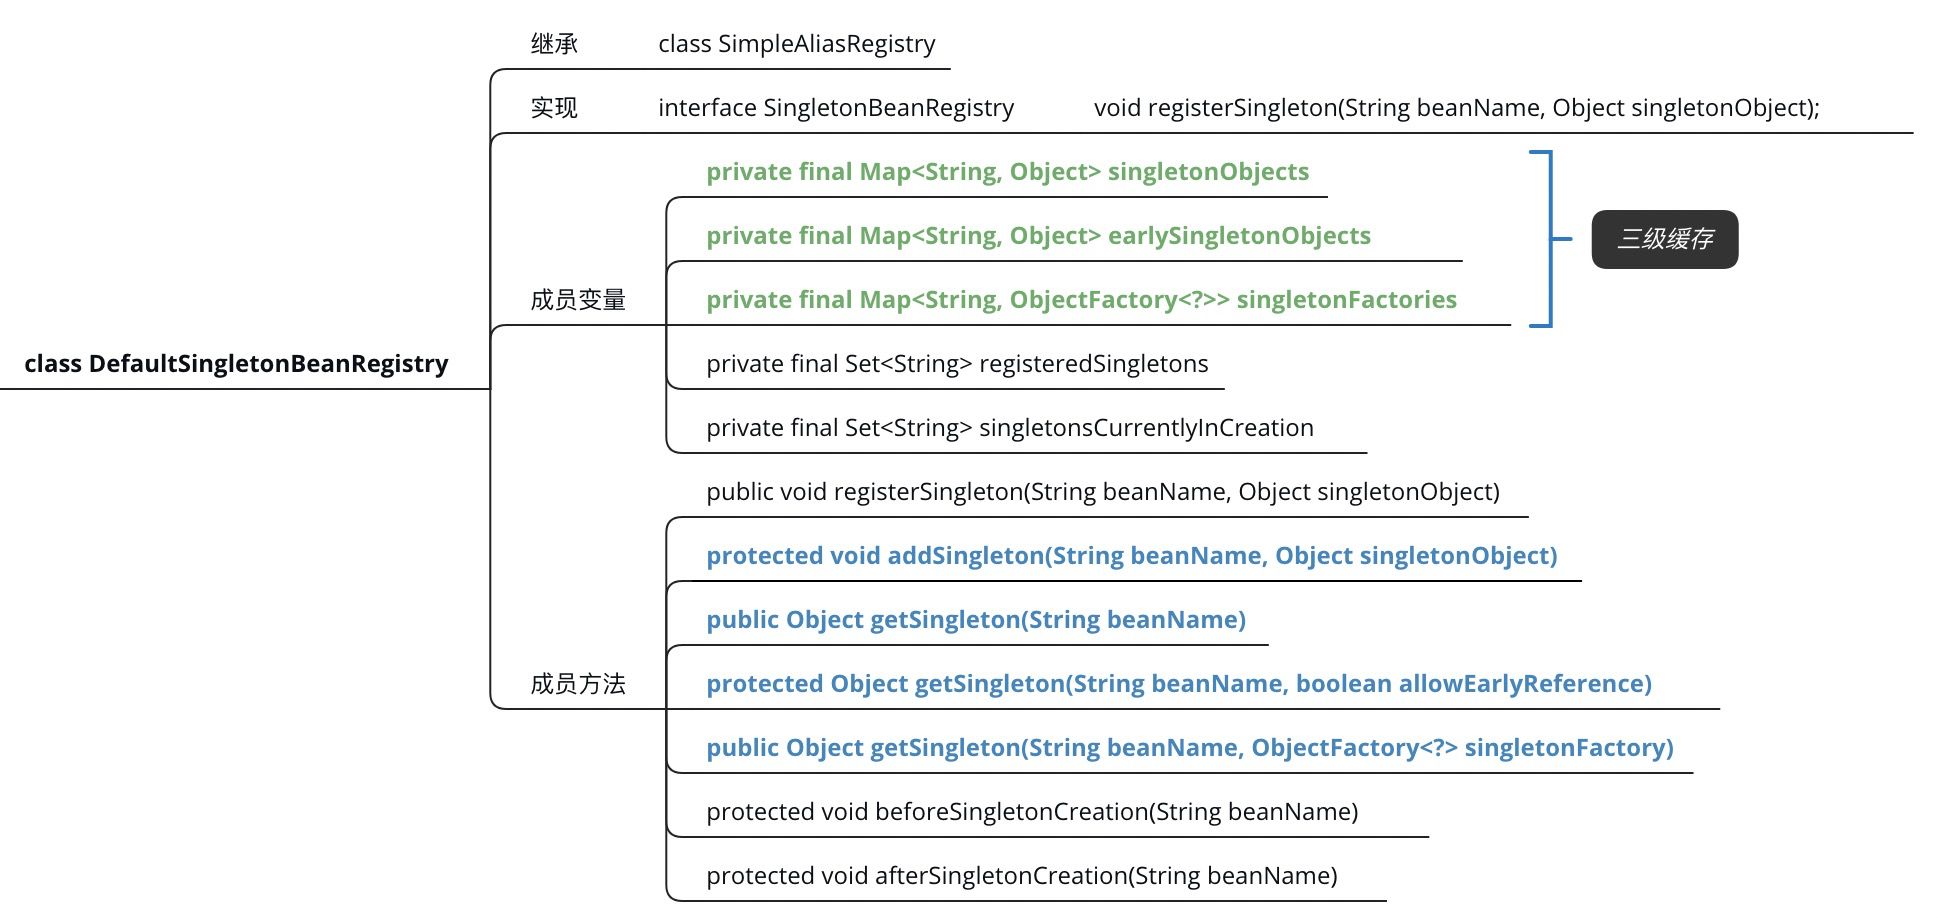 继承 class SimpleAliasRegistry
实现 interface SingletonBeanRegistry void registerSingleton(String beanName, Object singletonObject);
private final Map<String, Object> singletonObjects
private final Map<String, Object> earlySingletonObjects
三级缓存
成员变量 private final Map<String, ObjectFactory<?>> singletonFactories
class DefaultSingletonBeanRegistry
private final Set<String> registeredSingletons
private final Set<String> singletonsCurrentlyInCreation
public void registerSingleton(String beanName, Object singletonObject)
protected void addSingleton(String beanName, Object singletonObject)
public Object getSingleton(String beanName)
成员方法 protected Object getSingleton(String beanName, boolean allowEarlyReference)
public Object getSingleton(String beanName, ObjectFactory<?> singletonFactory)
protected void beforeSingletonCreation(String beanName)
protected void afterSingletonCreation(String beanName)